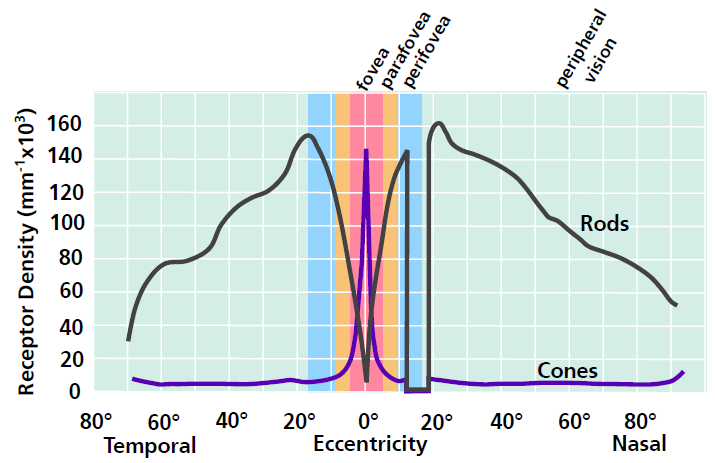 fovea
parafovea
perifovea
peripheral
vision
Receptor Density (mm⁻¹x10³)
160
140
120
100
80
60
40
20
0
Rods
Cones
80° 60° 40° 20° 0° 20° 40° 60° 80°
Temporal Eccentricity Nasal